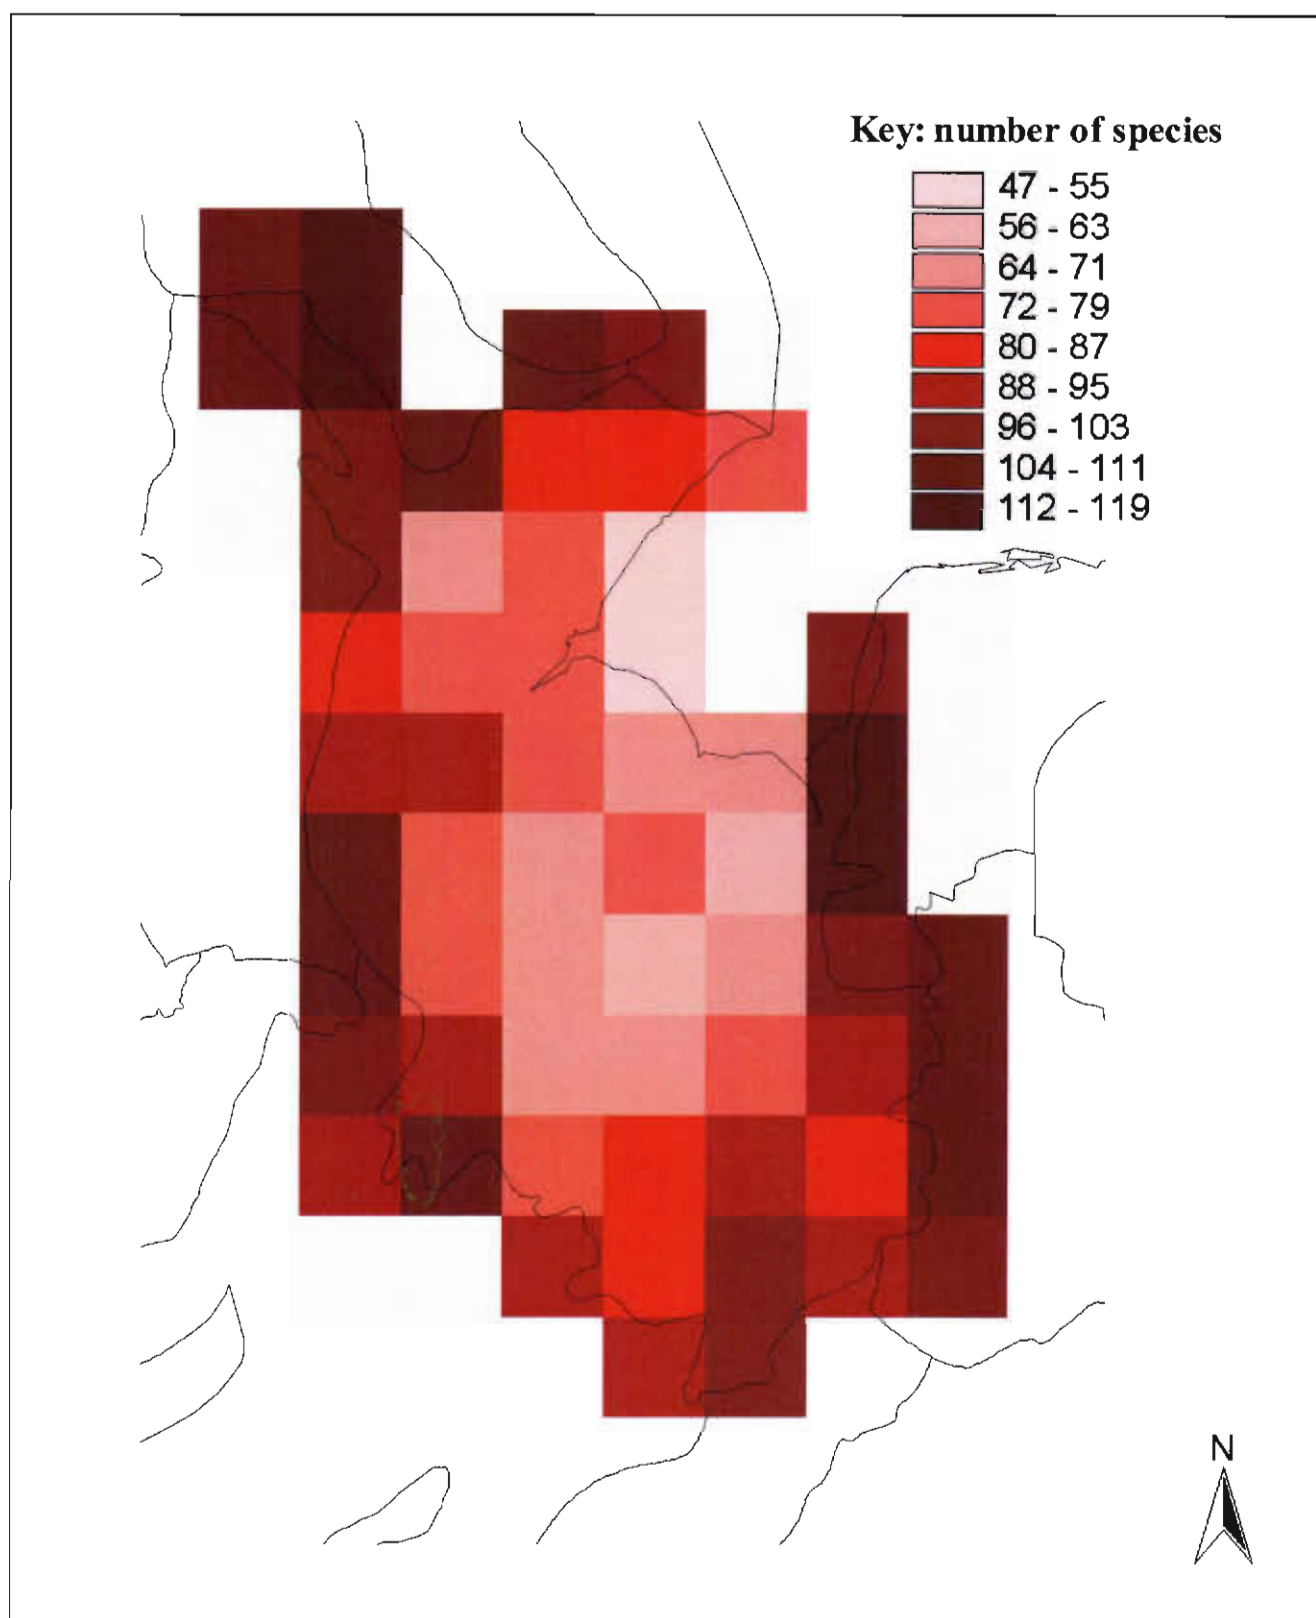 Key: number of species
47 - 55
56 - 63
64 - 71
72 - 79
80 - 87
88 - 95
96 - 103
104 - 111
112 - 119
N